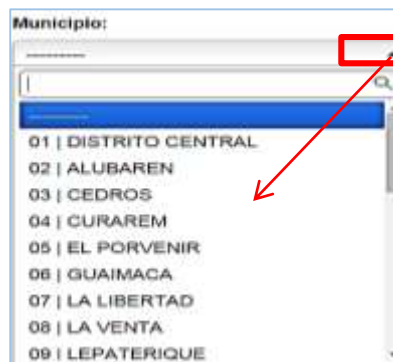 Municipio:
---------
---------
01 | DISTRITO CENTRAL
02 | ALUBAREN
03 | CEDROS
04 | CURAREM
05 | EL PORVENIR
06 | GUAIMACA
07 | LA LIBERTAD
08 | LA VENTA
09 | LEPATERIQUE